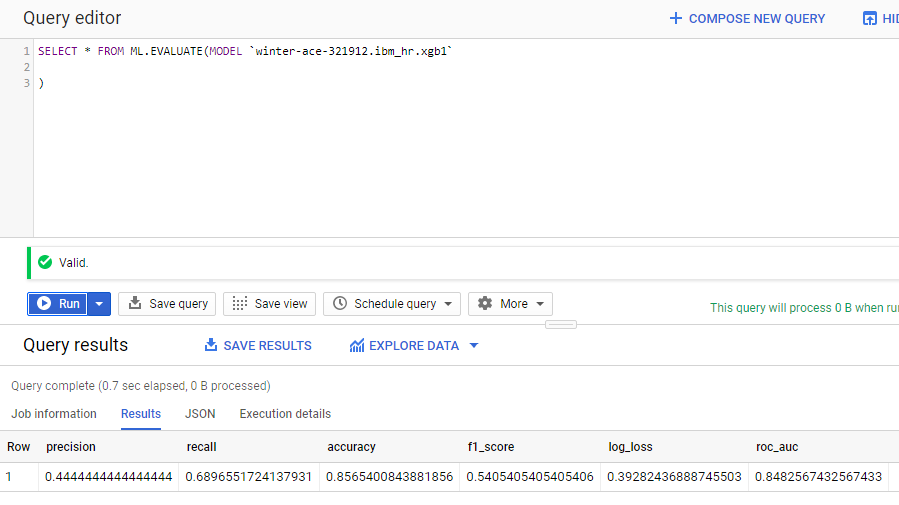 Query editor
+ COMPOSE NEW QUERY
HI
1 SELECT * FROM ML.EVALUATE(MODEL `winter-ace-321912.ibm_hr.xgb1`
2
3 )
Valid.
Run Save query Save view Schedule query More
This query will process 0 B when ru
Query results SAVE RESULTS EXPLORE DATA
Query complete (0.7 sec elapsed, 0 B processed)
Job information Results JSON Execution details
Row precision recall accuracy f1_score log_loss roc_auc
1 0.4444444444444444 0.6896551724137931 0.8565400843881856 0.5405405405405406 0.39282436888745503 0.8482567432567433